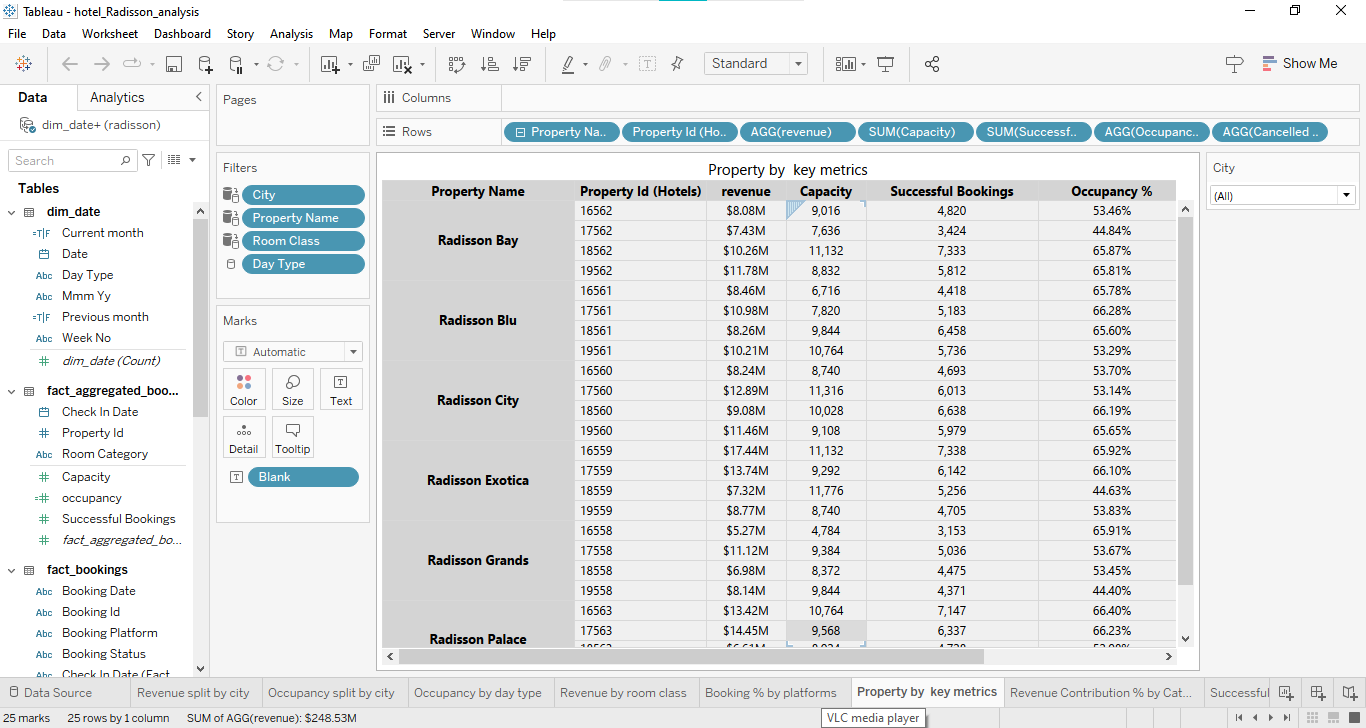 Tableau - hotel_Radisson_analysis
File Data Worksheet Dashboard Story Analysis Map Format Server Window Help
Standard
Show Me
Data Analytics
dim_date+ (radisson)
Search
Tables
dim_date
=T|F Current month
Date
Abc Day Type
Abc Mmm Yy
=T|F Previous month
Abc Week No
# dim_date (Count)
fact_aggregated_boo...
Check In Date
# Property Id
Abc Room Category
# Capacity
=# occupancy
# Successful Bookings
# fact_aggregated_bo...
fact_bookings
Abc Booking Date
Abc Booking Id
Abc Booking Platform
Abc Booking Status
Abc Check In Date (Fact
Pages
Filters
City
Property Name
Room Class
Day Type
Marks
T Automatic
Color Size T Text
Detail Tooltip
T Blank
Columns
Rows Property Na.. Property Id (Ho.. AGG(revenue) SUM(Capacity) SUM(Successf.. AGG(Occupanc.. AGG(Cancelled ..
Property by key metrics
Property Name Property Id (Hotels) revenue Capacity Successful Bookings Occupancy %
Radisson Bay
16562 $8.08M 9,016 4,820 53.46%
17562 $7.43M 7,636 3,424 44.84%
18562 $10.26M 11,132 7,333 65.87%
19562 $11.78M 8,832 5,812 65.81%
Radisson Blu
16561 $8.46M 6,716 4,418 65.78%
17561 $10.98M 7,820 5,183 66.28%
18561 $8.26M 9,844 6,458 65.60%
19561 $10.21M 10,764 5,736 53.29%
Radisson City
16560 $8.24M 8,740 4,693 53.70%
17560 $12.89M 11,316 6,013 53.14%
18560 $9.08M 10,028 6,638 66.19%
19560 $11.46M 9,108 5,979 65.65%
Radisson Exotica
16559 $17.44M 11,132 7,338 65.92%
17559 $13.74M 9,292 6,142 66.10%
18559 $7.32M 11,776 5,256 44.63%
19559 $8.77M 8,740 4,705 53.83%
Radisson Grands
16558 $5.27M 4,784 3,153 65.91%
17558 $11.12M 9,384 5,036 53.67%
18558 $6.98M 8,372 4,475 53.45%
19558 $8.14M 9,844 4,371 44.40%
Radisson Palace
16563 $13.42M 10,764 7,147 66.40%
17563 $14.45M 9,568 6,337 66.23%
City
(All)
Data Source Revenue split by city Occupancy split by city Occupancy by day type Revenue by room class Booking % by platforms Property by key metrics Revenue Contribution % by Cat... Successful
25 marks 25 rows by 1 column SUM of AGG(revenue): $248.53M
VLC media player